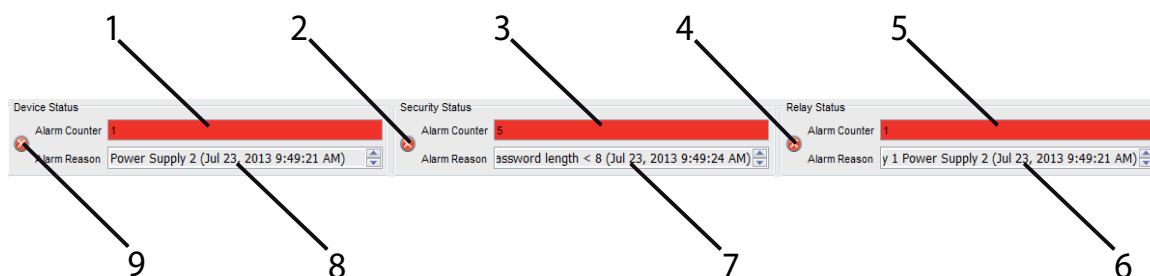 1 2 3 4 5
Device Status Security Status Relay Status
Alarm Counter 1 Alarm Counter 5 Alarm Counter 1
Alarm Reason Power Supply 2 (Jul 23, 2013 9:49:21 AM) Alarm Reason assword length < 8 (Jul 23, 2013 9:49:24 AM) Alarm Reason y 1 Power Supply 2 (Jul 23, 2013 9:49:21 AM)
9 8 7 6